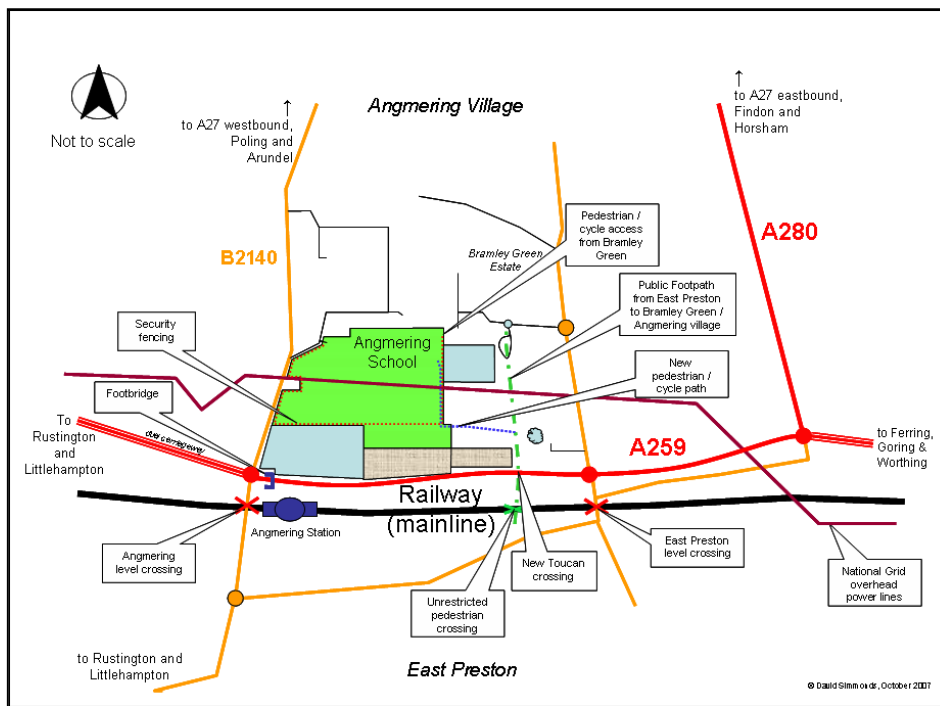 Not to scale
↑
to A27 westbound,
Poling and
Arundel
Angmering Village
↑
to A27 eastbound,
Findon and
Horsham
B2140
A280
Bramley Green
Estate
Pedestrian /
cycle access
from Bramley
Green
Public Footpath
from East Preston
to Bramley Green /
Angmering village
Security
fencing
Angmering
School
New
pedestrian /
cycle path
Footbridge
To
Rustington
and
Littlehampton
dual carriageway
A259
to Ferring,
Goring &
Worthing
Railway
(mainline)
Angmering Station
Angmering
level crossing
New Toucan
crossing
East Preston
level crossing
National Grid
overhead
power lines
Unrestricted
pedestrian
crossing
to Rustington and
Littlehampton
East Preston
© David Simmonds, October 2007